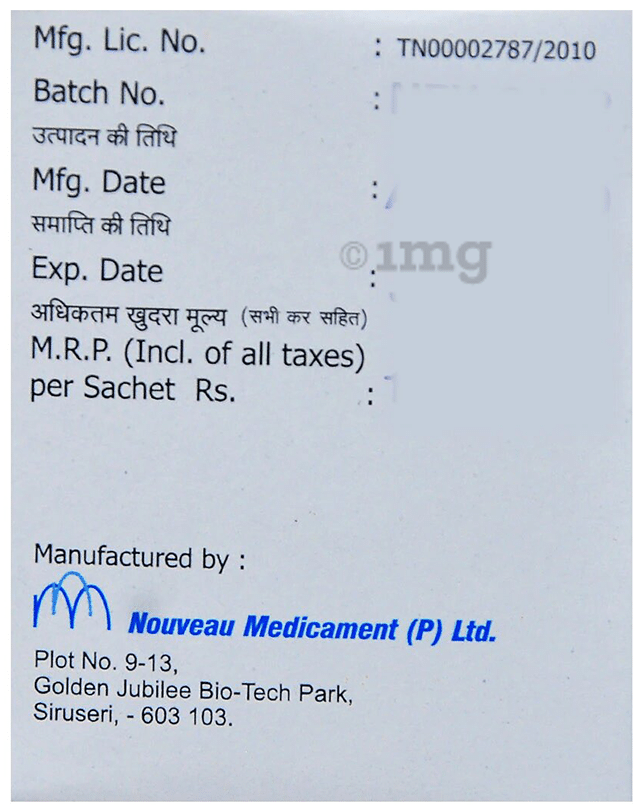 Mfg. Lic. No. : TN00002787/2010
Batch No. :
उत्पादन की तिथि
Mfg. Date :
समाप्ति की तिथि
©1mg
Exp. Date :
अधिकतम खुदरा मूल्य (सभी कर सहित)
M.R.P. (Incl. of all taxes)
per Sachet Rs. :
Manufactured by :
Nouveau Medicament (P) Ltd.
Plot No. 9-13,
Golden Jubilee Bio-Tech Park,
Siruseri, - 603 103.